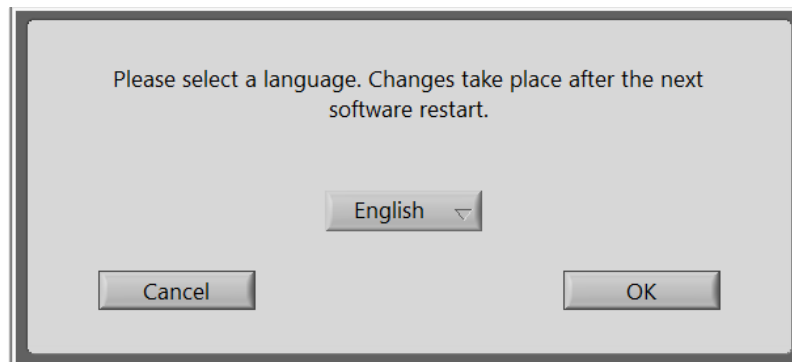 Please select a language. Changes take place after the next
software restart.
English
Cancel
OK